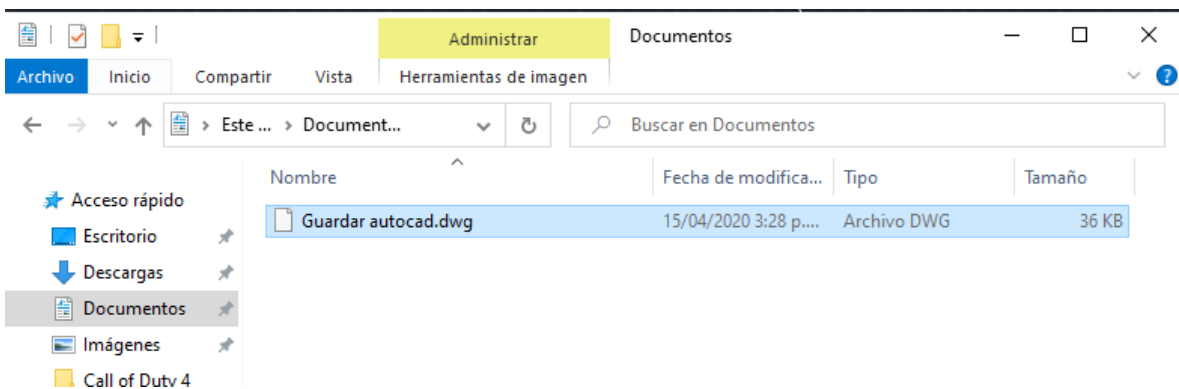 Administrar Documentos
Archivo Inicio Compartir Vista Herramientas de imagen
Este ... Document... Buscar en Documentos
Nombre Fecha de modifica... Tipo Tamaño
Acceso rápido
Guardar autocad.dwg 15/04/2020 3:28 p.... Archivo DWG 36 KB
Escritorio
Descargas
Documentos
Imágenes
Call of Duty 4